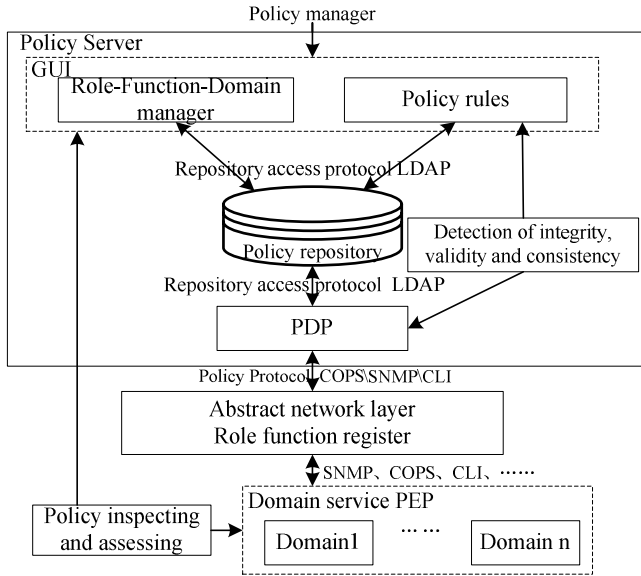 Policy manager
Policy Server
GUI
Role-Function-Domain
manager
Policy rules
Repository access protocol LDAP
Policy repository
Detection of integrity,
validity and consistency
Repository access protocol LDAP
PDP
Policy Protocol COPS\SNMP\CLI
Abstract network layer
Role function register
SNMP、COPS、CLI、……
Domain service PEP
Policy inspecting
and assessing
Domain1
……
Domain n